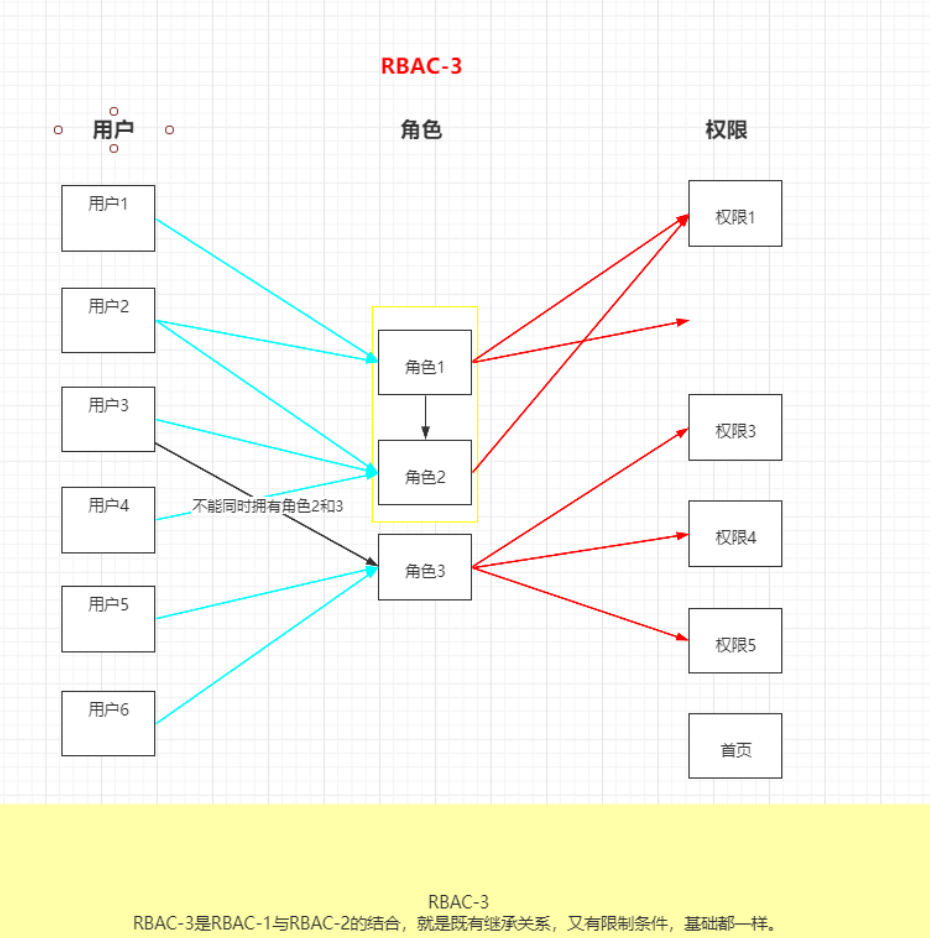 RBAC-3
用户
角色
权限
用户1
权限1
用户2
角色1
用户3
权限3
角色2
用户4
不能同时拥有角色2和3
权限4
角色3
用户5
权限5
用户6
首页
RBAC-3
RBAC-3是RBAC-1与RBAC-2的结合，就是既有继承关系，又有限制条件，基础都一样。